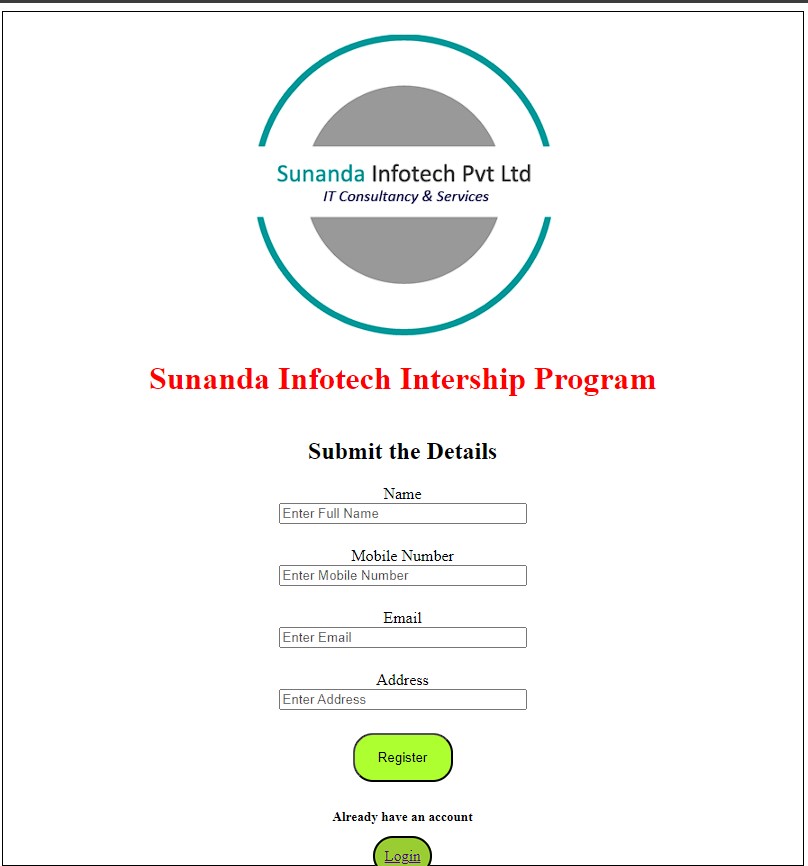 Sunanda Infotech Pvt Ltd
IT Consultancy & Services
Sunanda Infotech Intership Program
Submit the Details
Name
Enter Full Name
Mobile Number
Enter Mobile Number
Email
Enter Email
Address
Enter Address
Register
Already have an account
Login